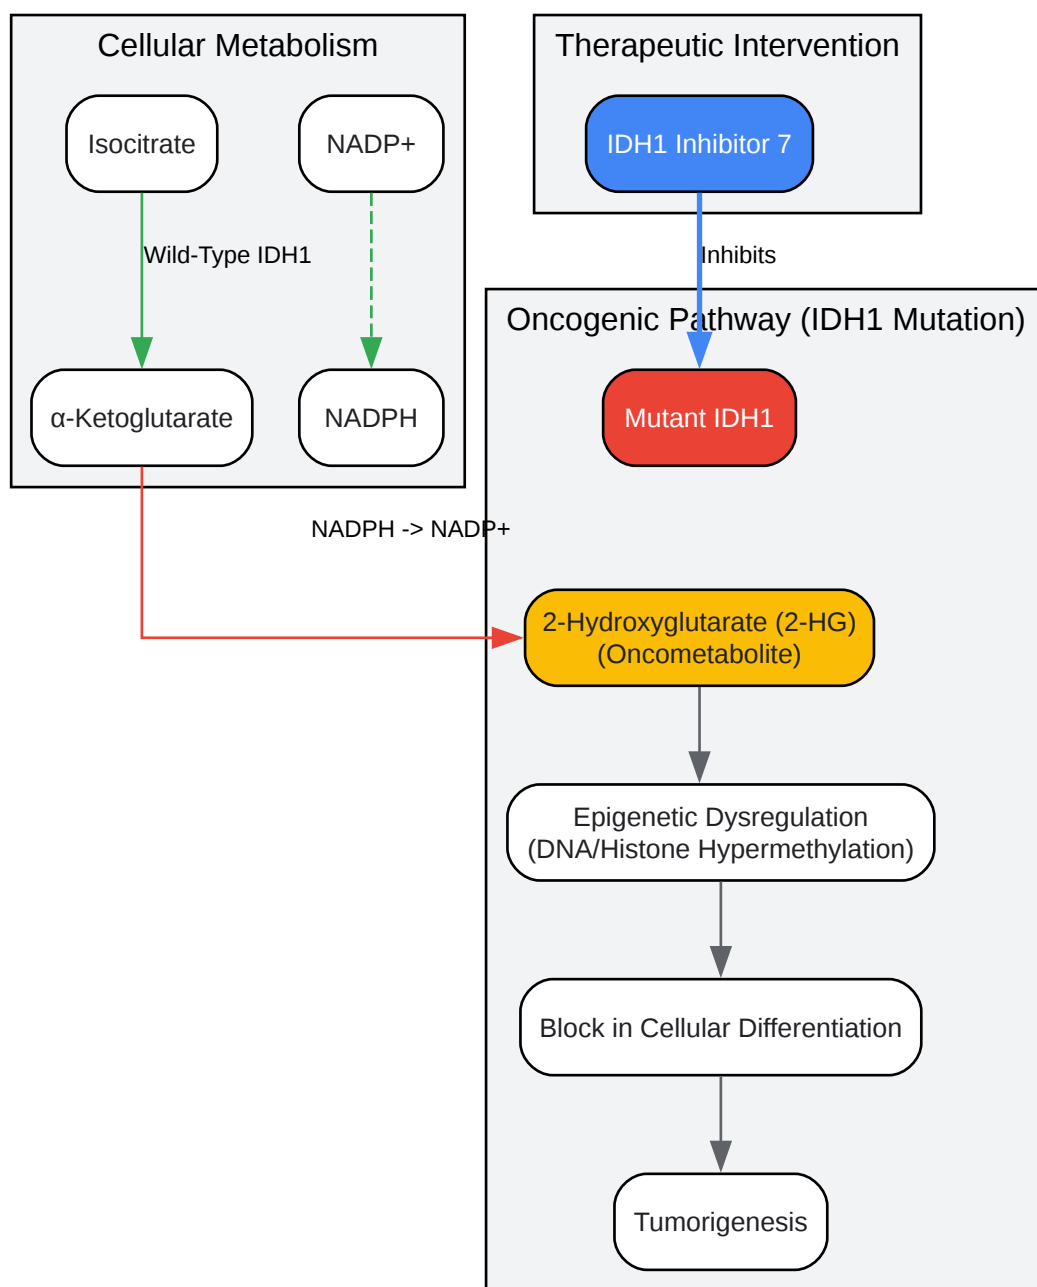 Cellular Metabolism
Therapeutic Intervention
Isocitrate
NADP+
IDH1 Inhibitor 7
Wild-Type IDH1
Inhibits
Oncogenic Pathway (IDH1 Mutation)
α-Ketoglutarate
NADPH
Mutant IDH1
NADPH -> NADP+
2-Hydroxyglutarate (2-HG)
(Oncometabolite)
Epigenetic Dysregulation
(DNA/Histone Hypermethylation)
Block in Cellular Differentiation
Tumorigenesis